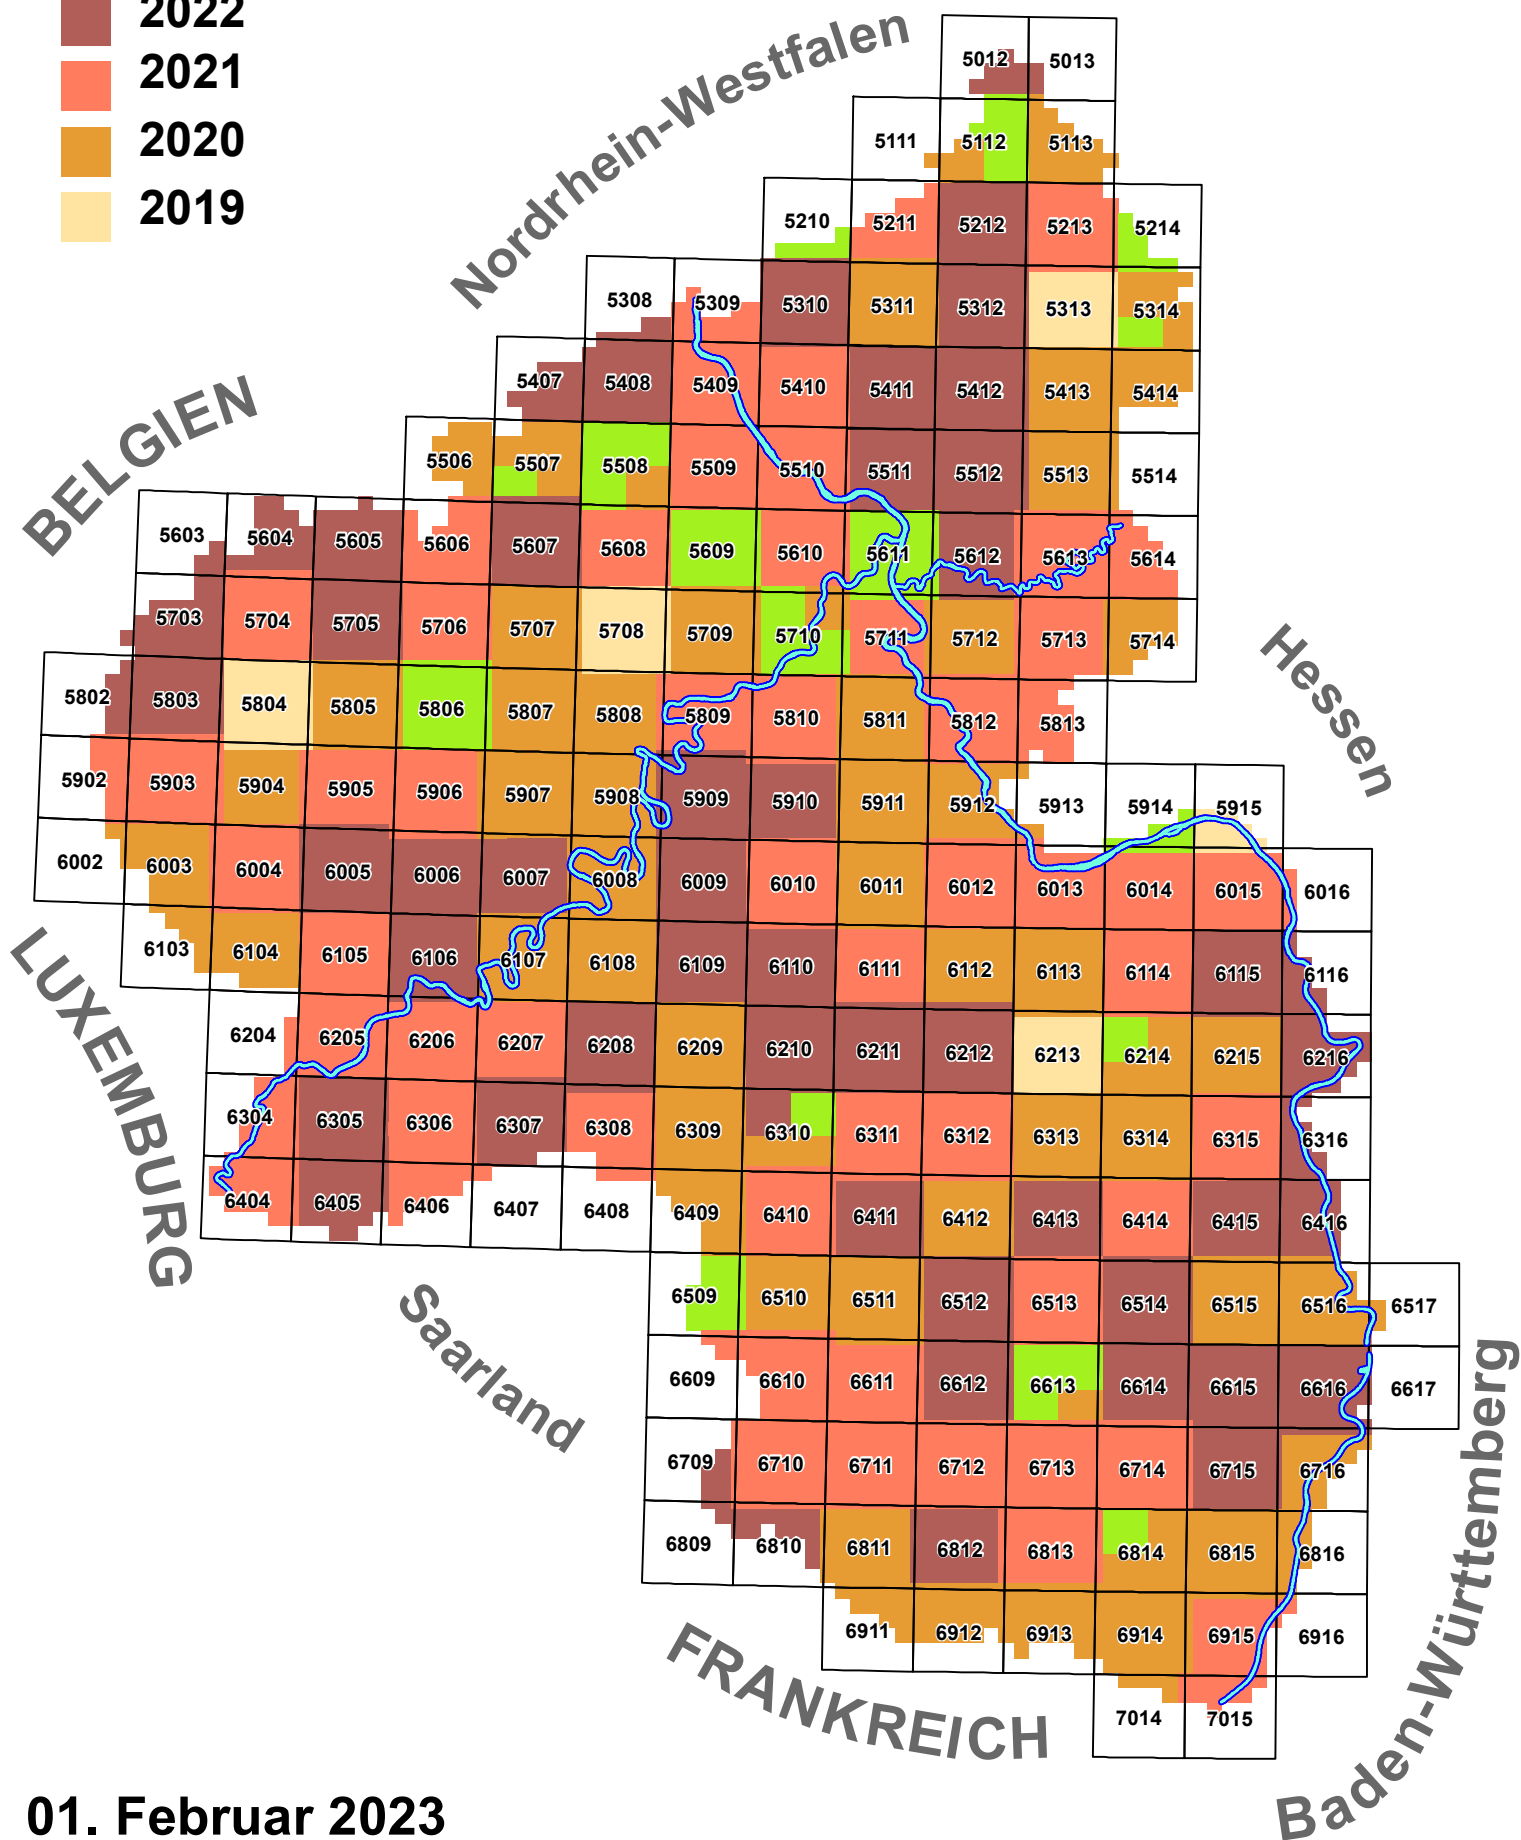 2022
2021
2020
2019
Nordrhein-Westfalen
BELGIEN
Hessen
LUXEMBURG
Saarland
FRANKREICH
Baden-Württemberg
5012 5013
5111 5112 5113
5210 5211 5212 5213 5214
5308 5309 5310 5311 5312 5313 5314
5407 5408 5409 5410 5411 5412 5413 5414
5506 5507 5508 5509 5510 5511 5512 5513 5514
5603 5604 5605 5606 5607 5608 5609 5610 5611 5612 5613 5614
5703 5704 5705 5706 5707 5708 5709 5710 5711 5712 5713 5714
5802 5803 5804 5805 5806 5807 5808 5809 5810 5811 5812 5813
5902 5903 5904 5905 5906 5907 5908 5909 5910 5911 5912 5913 5914 5915
6002 6003 6004 6005 6006 6007 6008 6009 6010 6011 6012 6013 6014 6015 6016
6103 6104 6105 6106 6107 6108 6109 6110 6111 6112 6113 6114 6115 6116
6204 6205 6206 6207 6208 6209 6210 6211 6212 6213 6214 6215 6216
6304 6305 6306 6307 6308 6309 6310 6311 6312 6313 6314 6315 6316
6404 6405 6406 6407 6408 6409 6410 6411 6412 6413 6414 6415 6416
6509 6510 6511 6512 6513 6514 6515 6516 6517
6609 6610 6611 6612 6613 6614 6615 6616 6617
6709 6710 6711 6712 6713 6714 6715 6716
6809 6810 6811 6812 6813 6814 6815 6816
6911 6912 6913 6914 6915 6916
7014 7015
01. Februar 2023